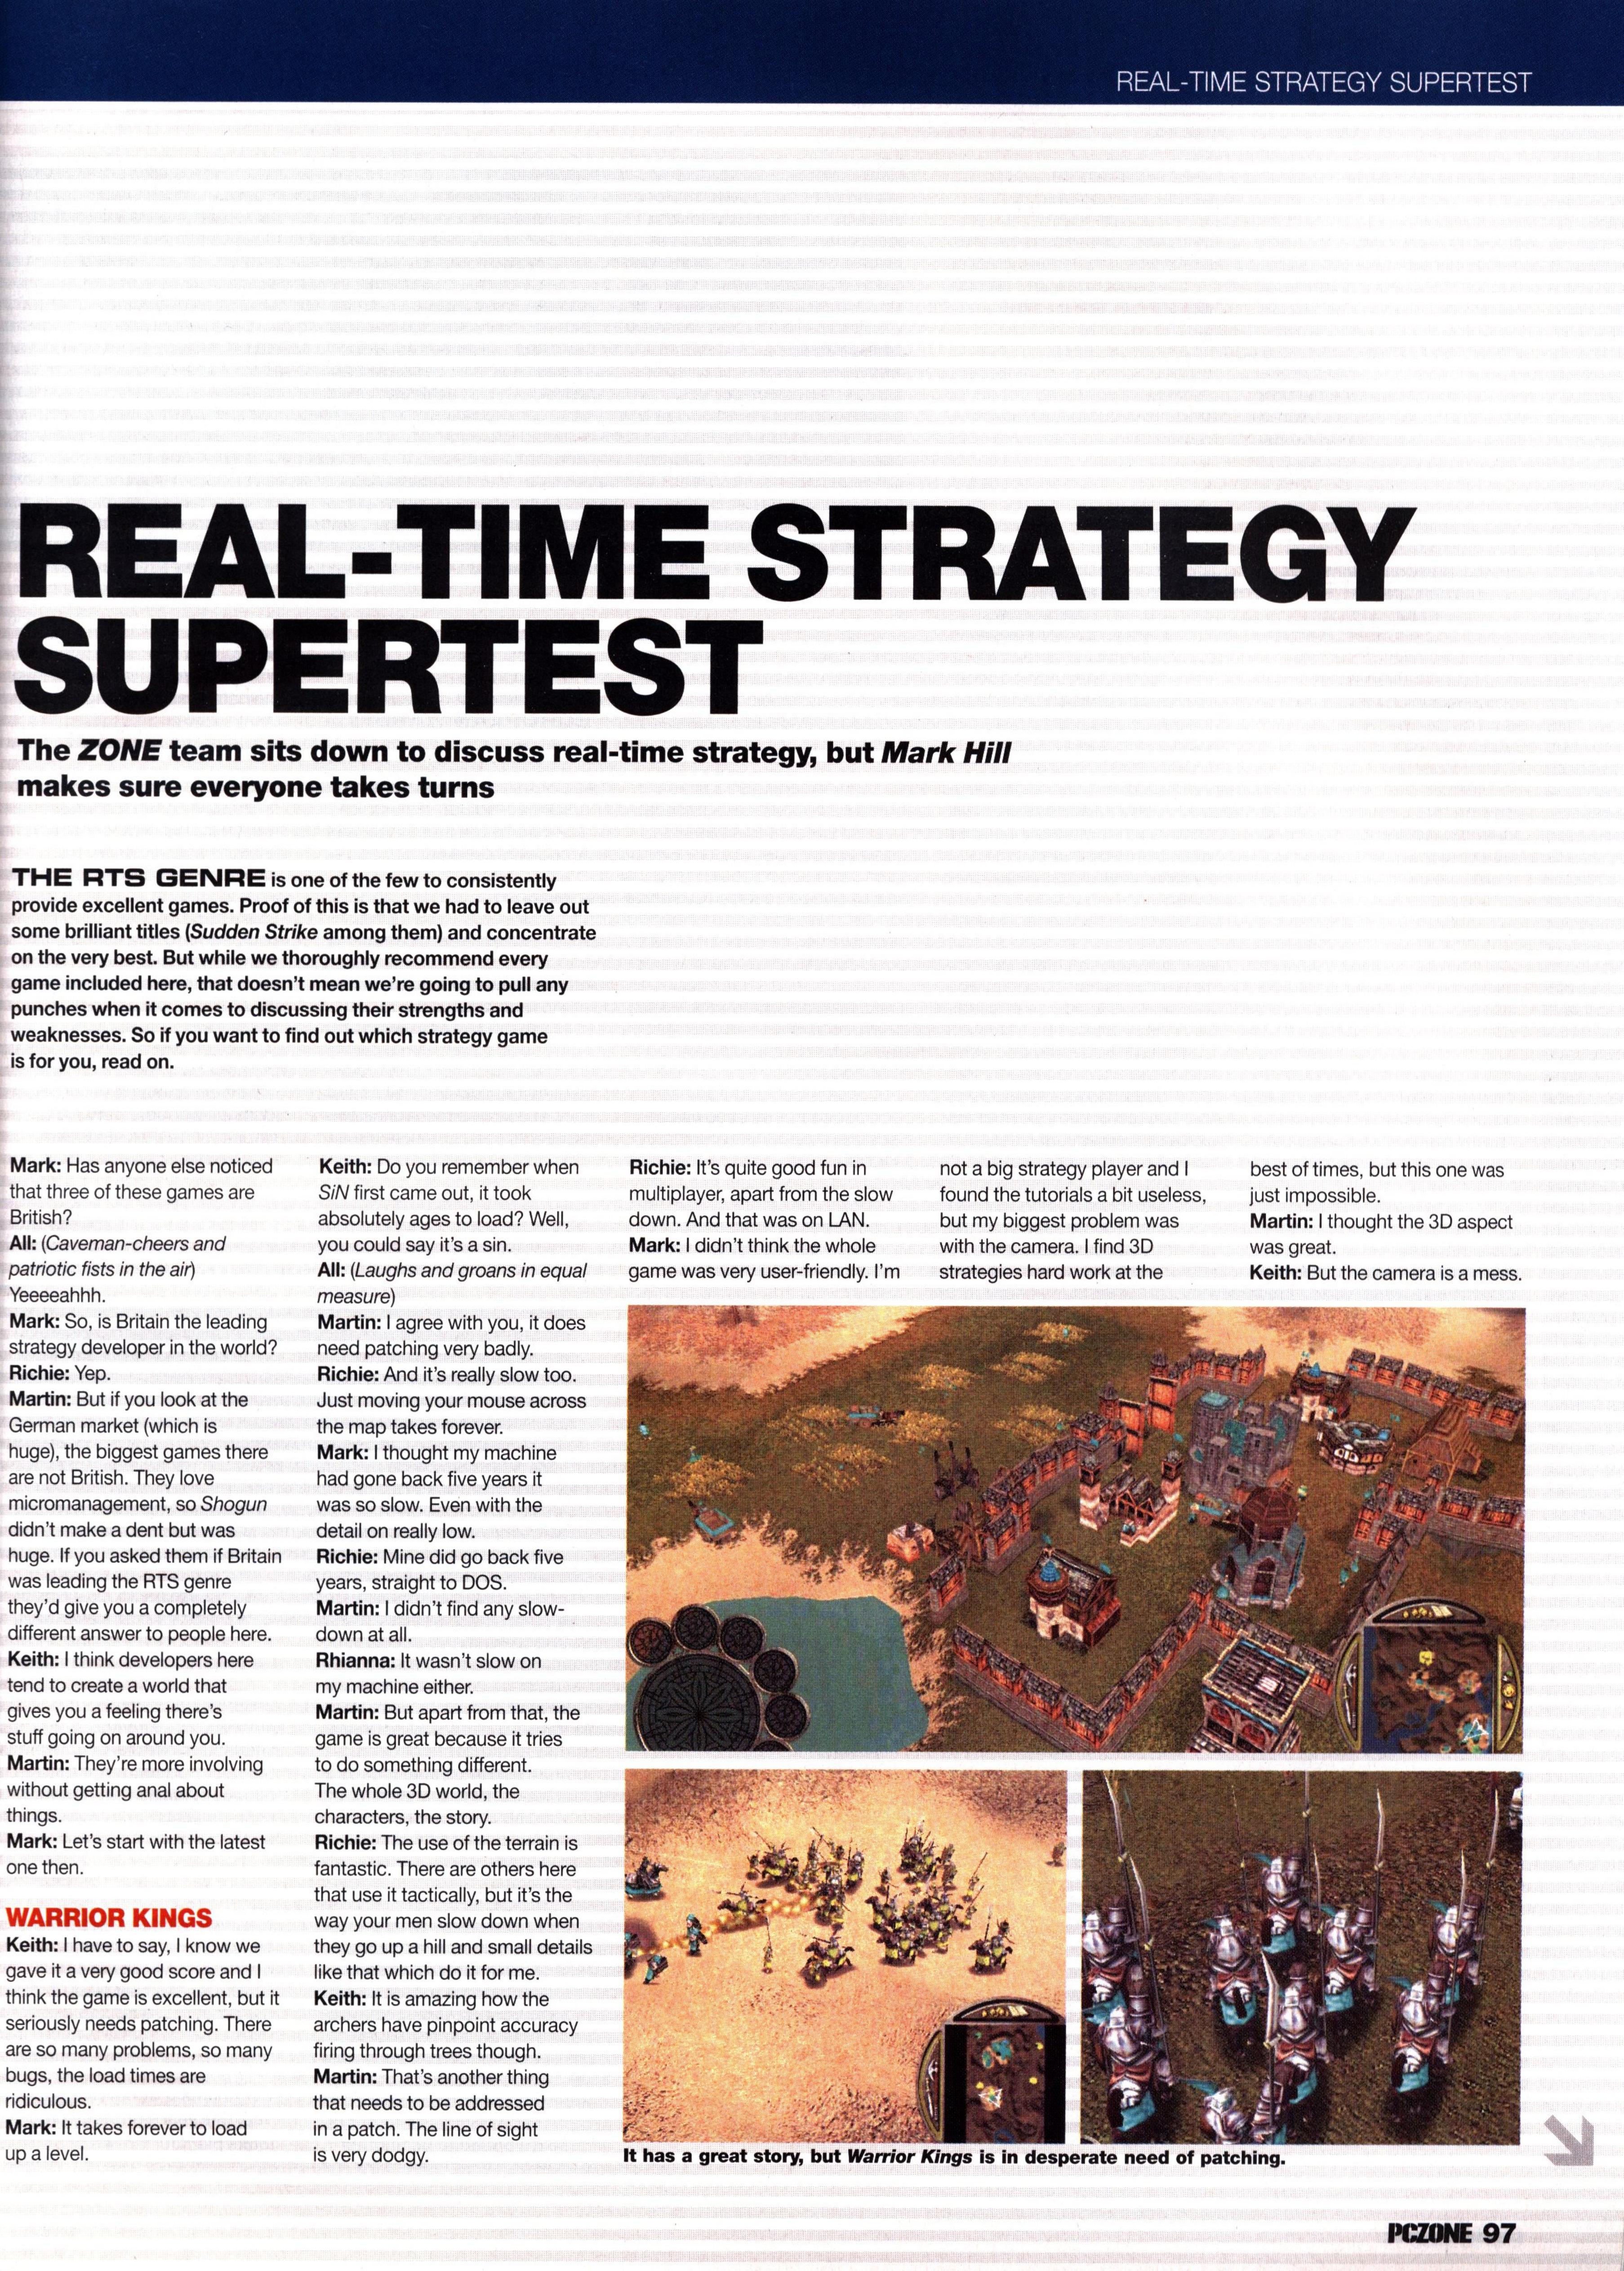 REAL-TIME STRATEGY SUPERTEST
REAL-TIME STRATEGY
SUPERTEST
The ZONE team sits down to discuss real-time strategy, but Mark Hill
makes sure everyone takes turns
THE RTS GENRE is one of the few to consistently
provide excellent games. Proof of this is that we had to leave out
some brilliant titles (Sudden Strike among them) and concentrate
on the very best. But while we thoroughly recommend every
game included here, that doesn't mean we're going to pull any
punches when it comes to discussing their strengths and
weaknesses. So if you want to find out which strategy game
is for you, read on.
Mark: Has anyone else noticed
that three of these games are
British?
All: (Caveman-cheers and
patriotic fists in the air)
Yeeeeahhh.
Mark: So, is Britain the leading
strategy developer in the world?
Richie: Yep.
Martin: But if you look at the
German market (which is
huge), the biggest games there
are not British. They love
micromanagement, so Shogun
didn't make a dent but was
huge. If you asked them if Britain
was leading the RTS genre
they'd give you a completely
different answer to people here.
Keith: I think developers here
tend to create a world that
gives you a feeling there's
stuff going on around you.
Martin: They're more involving
without getting anal about
things.
Mark: Let's start with the latest
one then.
WARRIOR KINGS
Keith: I have to say, I know we
gave it a very good score and I
think the game is excellent, but it
seriously needs patching. There
are so many problems, so many
bugs, the load times are
ridiculous.
Mark: It takes forever to load
up a level.
Keith: Do you remember when
SiN first came out, it took
absolutely ages to load? Well,
you could say it's a sin.
All: (Laughs and groans in equal
measure)
Martin: I agree with you, it does
need patching very badly.
Richie: And it's really slow too.
Just moving your mouse across
the map takes forever.
Mark: I thought my machine
had gone back five years it
was so slow. Even with the
detail on really low.
Richie: Mine did go back five
years, straight to DOS.
Martin: I didn't find any slow-
down at all.
Rhianna: It wasn't slow on
my machine either.
Martin: But apart from that, the
game is great because it tries
to do something different.
The whole 3D world, the
characters, the story.
Richie: The use of the terrain is
fantastic. There are others here
that use it tactically, but it's the
way your men slow down when
they go up a hill and small details
like that which do it for me.
Keith: It is amazing how the
archers have pinpoint accuracy
firing through trees though.
Martin: That's another thing
that needs to be addressed
in a patch. The line of sight
is very dodgy.
Richie: It's quite good fun in
multiplayer, apart from the slow
down. And that was on LAN.
Mark: I didn't think the whole
game was very user-friendly. I'm
not a big strategy player and I
found the tutorials a bit useless,
but my biggest problem was
with the camera. I find 3D
strategies hard work at the
best of times, but this one was
just impossible.
Martin: I thought the 3D aspect
was great.
Keith: But the camera is a mess.
It has a great story, but Warrior Kings is in desperate need of patching.
PCZONE 97